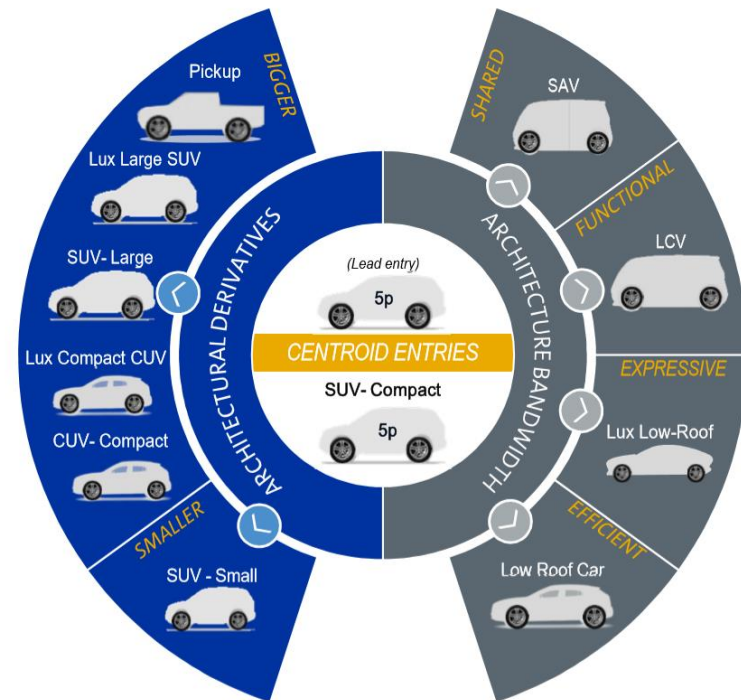 Pickup
BIGGER
Lux Large SUV
SUV- Large
Lux Compact CUV
CUV- Compact
SMALLER
SUV - Small
ARCHITECTURAL DERIVATIVES
(Lead entry)
5p
CENTROID ENTRIES
SUV- Compact
5p
ARCHITECTURE BANDWIDTH
SHARED
SAV
FUNCTIONAL
LCV
EXPRESSIVE
Lux Low-Roof
EFFICIENT
Low Roof Car